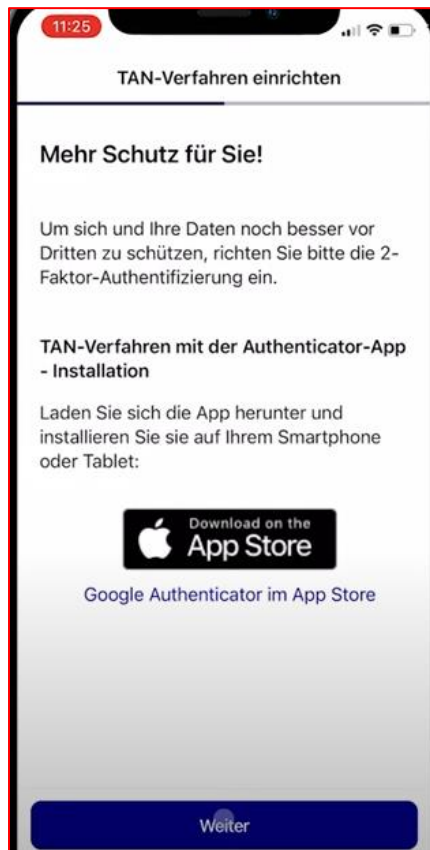 11:25
TAN-Verfahren einrichten
Mehr Schutz für Sie!
Um sich und Ihre Daten noch besser vor
Dritten zu schützen, richten Sie bitte die 2-
Faktor-Authentifizierung ein.
TAN-Verfahren mit der Authenticator-App
- Installation
Laden Sie sich die App herunter und
installieren Sie sie auf Ihrem Smartphone
oder Tablet:
Download on the
App Store
Google Authenticator im App Store
Weiter